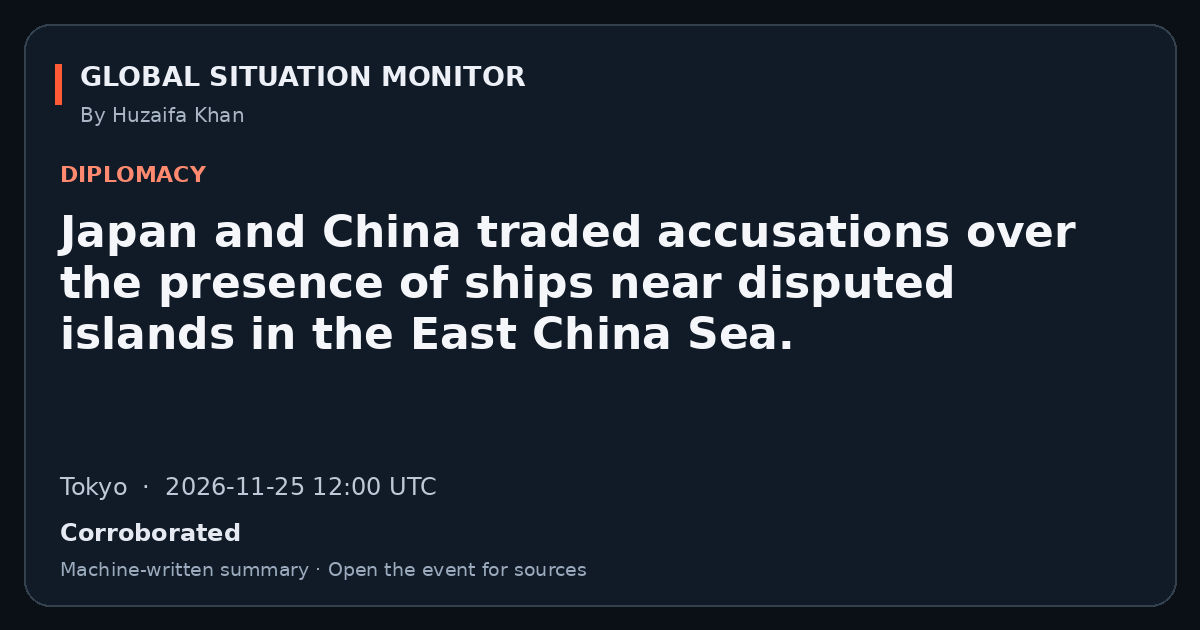 GLOBAL SITUATION MONITOR
By Huzaifa Khan
DIPLOMACY
Japan and China traded accusations over
the presence of ships near disputed
islands in the East China Sea.
Tokyo · 2026-11-25 12:00 UTC
Corroborated
Machine-written summary · Open the event for sources